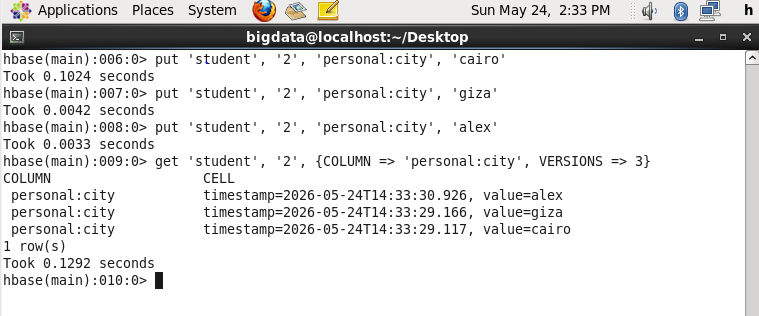 Applications Places System Sun May 24, 2:33 PM h
bigdata@localhost:~/Desktop
hbase(main):006:0> put 'student', '2', 'personal:city', 'cairo'
Took 0.1024 seconds
hbase(main):007:0> put 'student', '2', 'personal:city', 'giza'
Took 0.0042 seconds
hbase(main):008:0> put 'student', '2', 'personal:city', 'alex'
Took 0.0033 seconds
hbase(main):009:0> get 'student', '2', {COLUMN => 'personal:city', VERSIONS => 3}
COLUMN CELL
personal:city timestamp=2026-05-24T14:33:30.926, value=alex
personal:city timestamp=2026-05-24T14:33:29.166, value=giza
personal:city timestamp=2026-05-24T14:33:29.117, value=cairo
1 row(s)
Took 0.1292 seconds
hbase(main):010:0>